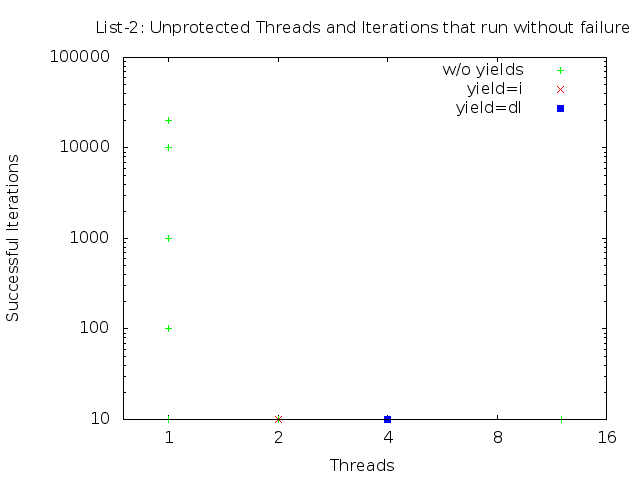 List-2: Unprotected Threads and Iterations that run without failure
100000
10000
1000
100
10
w/o yields
yield=i
yield=dl
Successful Iterations
1 2 4 8 16
Threads